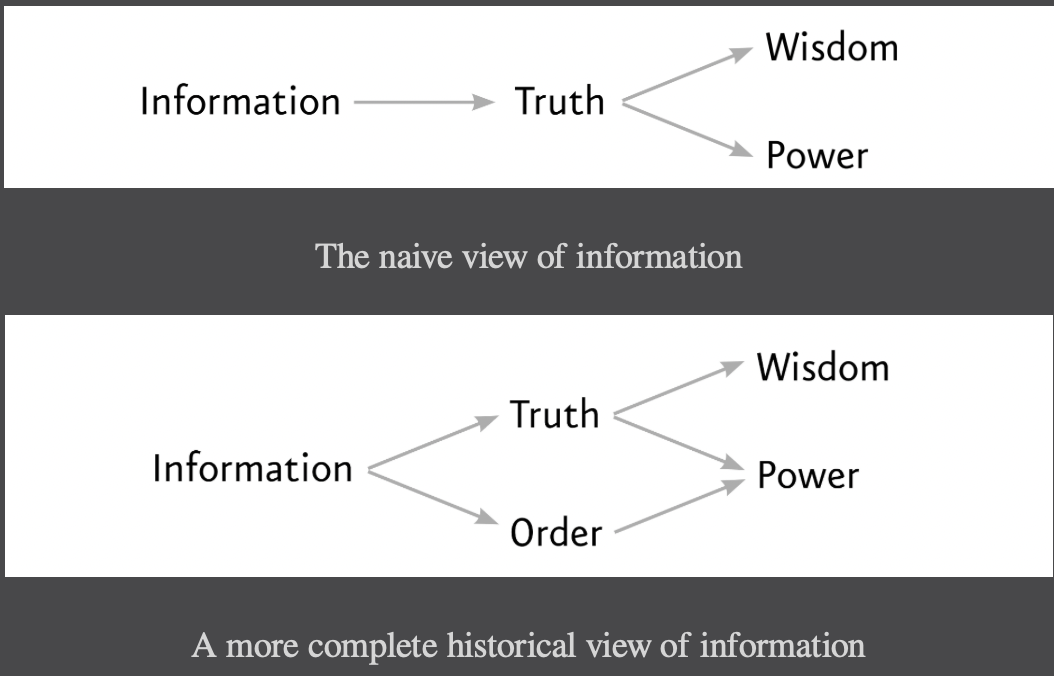 Wisdom
Information
Truth
Power
The naive view of information
Wisdom
Truth
Information
Power
Order
A more complete historical view of information